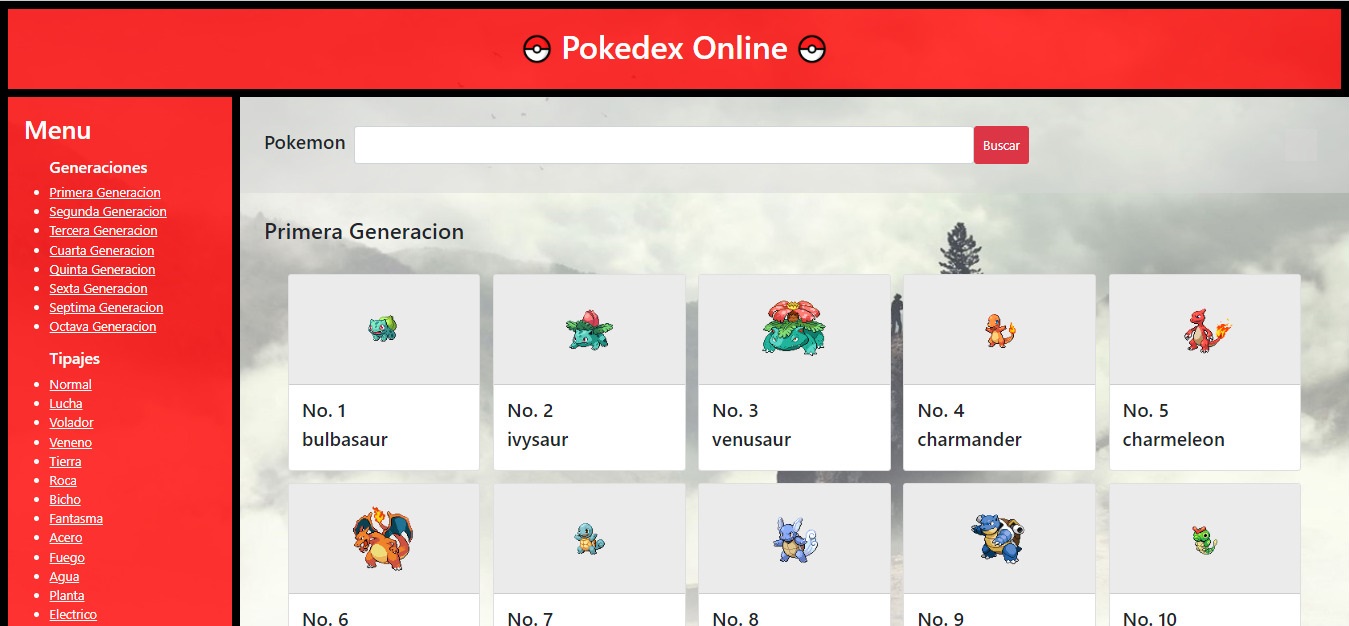 Pokedex Online
Menu
Generaciones
Primera Generacion
Segunda Generacion
Tercera Generacion
Cuarta Generacion
Quinta Generacion
Sexta Generacion
Septima Generacion
Octava Generacion
Tipajes
Normal
Lucha
Volador
Veneno
Tierra
Roca
Bicho
Fantasma
Acero
Fuego
Agua
Planta
Electrico
Pokemon
Buscar
Primera Generacion
No. 1
bulbasaur
No. 2
ivysaur
No. 3
venusaur
No. 4
charmander
No. 5
charmeleon
No. 6
No. 7
No. 8
No. 9
No. 10